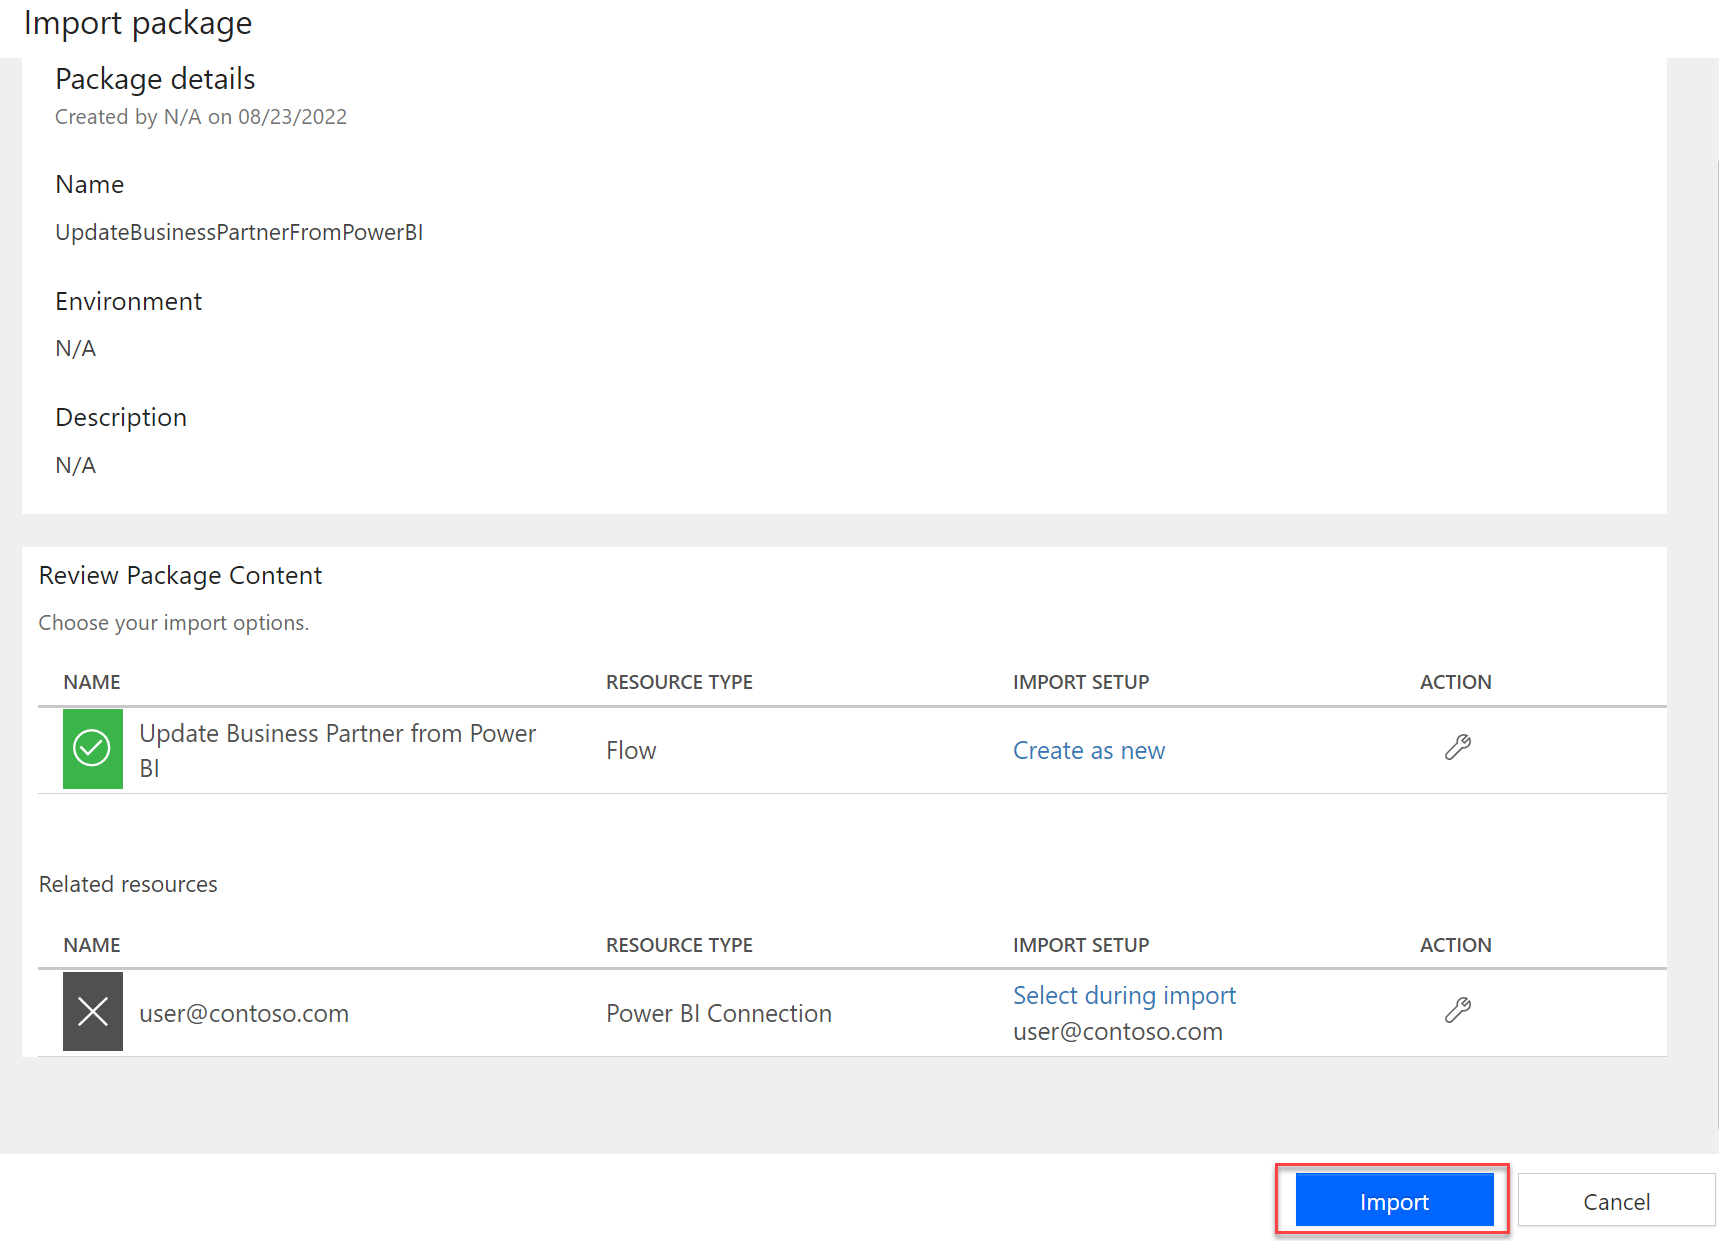 Import package
Package details
Created by N/A on 08/23/2022
Name
UpdateBusinessPartnerFromPowerBI
Environment
N/A
Description
N/A
Review Package Content
Choose your import options.
NAME RESOURCE TYPE IMPORT SETUP ACTION
Update Business Partner from Power
BI
Flow Create as new
Related resources
NAME RESOURCE TYPE IMPORT SETUP ACTION
user@contoso.com Power BI Connection
Select during import
user@contoso.com
Import Cancel